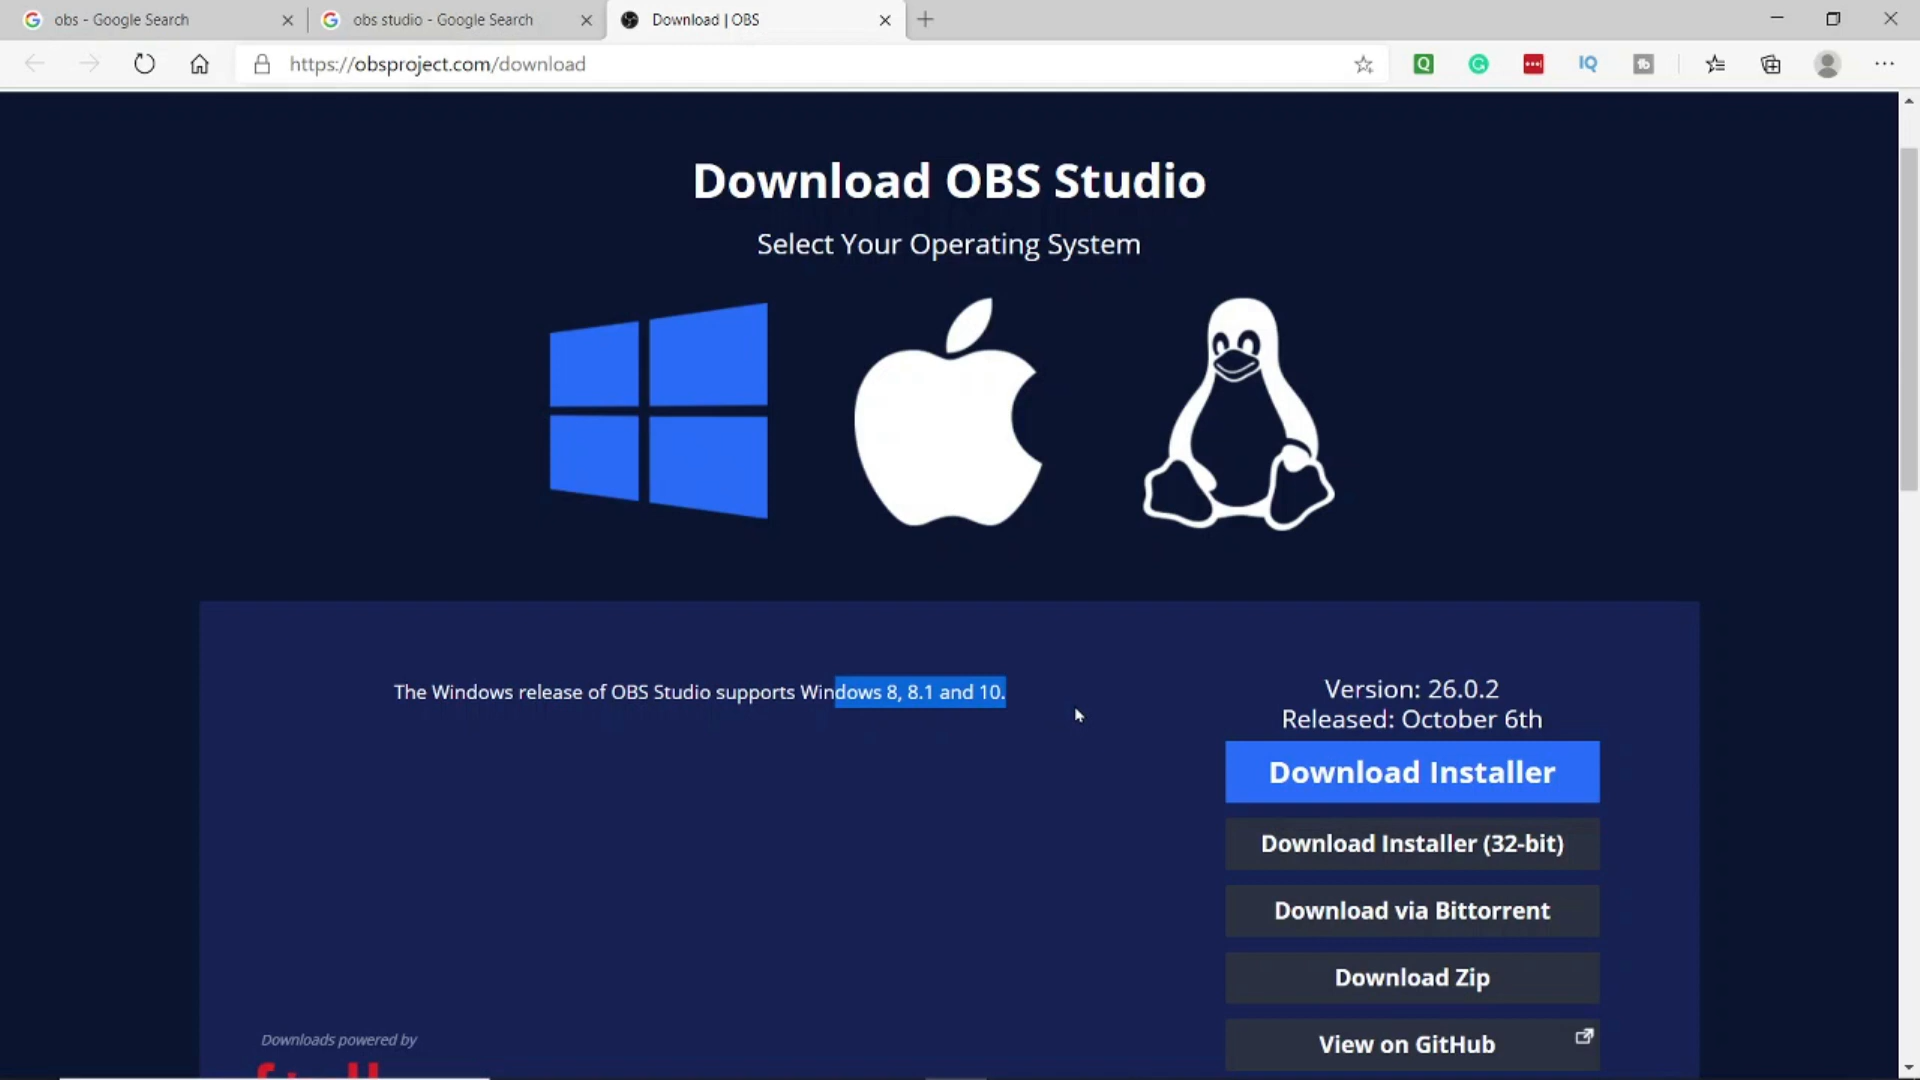 obs - Google Search
obs studio - Google Search
Download | OBS
https://obsproject.com/download
Q
IQ
tb
Download OBS Studio
Select Your Operating System
The Windows release of OBS Studio supports Windows 8, 8.1 and 10.
Version: 26.0.2
Released: October 6th
Download Installer
Download Installer (32-bit)
Download via Bittorrent
Download Zip
View on GitHub
Downloads powered by